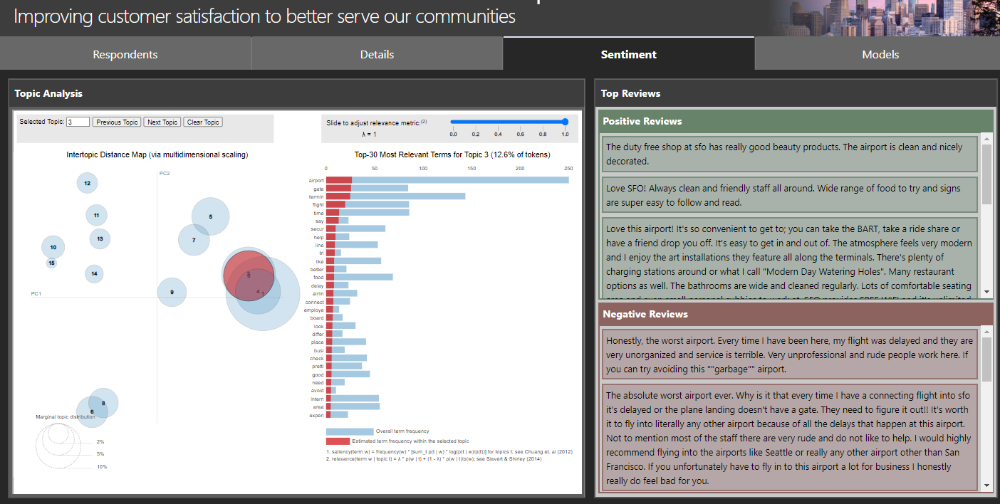 Improving customer satisfaction to better serve our communities
Respondents
Details
Sentiment
Models
Topic Analysis
Selected Topic: 3 Previous Topic Next Topic Clear Topic
Slide to adjust relevance metric:(2)
λ = 1
0.0 0.2 0.4 0.6 0.8 1.0
Intertopic Distance Map (via multidimensional scaling)
PC2
PC1
12
11
13
10
15
14
5
7
9
4
1
8
6
Marginal topic distribution
2%
5%
10%
Top-30 Most Relevant Terms for Topic 3 (12.6% of tokens)
0 50 100 150 200 250
airport
gate
termin
flight
time
say
secur
help
line
tri
like
better
food
delay
airlin
connect
employe
board
look
differ
place
busi
check
pretti
good
need
avoid
intern
area
experi
Overall term frequency
Estimated term frequency within the selected topic
1. saliency(term w) = frequency(w) * [sum_t p(t | w) * log(p(t | w)/p(t))] for topics t; see Chuang et. al (2012)
2. relevance(term w | topic t) = λ * p(w | t) + (1 - λ) * p(w | t)/p(w); see Sievert & Shirley (2014)
Top Reviews
Positive Reviews
The duty free shop at sfo has really good beauty products. The airport is clean and nicely
decorated.
Love SFO! Always clean and friendly staff all around. Wide range of food to try and signs
are super easy to follow and read.
Love this airport! It's so convenient to get to; you can take the BART, take a ride share or
have a friend drop you off. It's easy to get in and out of. The atmosphere feels very modern
and I enjoy the art installations they feature all along the terminals. There's plenty of
charging stations around or what I call "Modern Day Watering Holes". Many restaurant
options as well. The bathrooms are wide and cleaned regularly. Lots of comfortable seating
Negative Reviews
Honestly, the worst airport. Every time I have been here, my flight was delayed and they are
very unorganized and service is terrible. Very unprofessional and rude people work here. If
you can try avoiding this ""garbage"" airport.
The absolute worst airport ever. Why is it that every time I have a connecting flight into sfo
it's delayed or the plane landing doesn't have a gate. They need to figure it out!! It's worth
it to fly into literally any other airport because of all the delays that happen at this airport.
Not to mention most of the staff there are very rude and do not like to help. I would highly
recommend flying into the airports like Seattle or really any other airport other than San
Francisco. If you unfortunately have to fly in to this airport a lot for business I honestly
really do feel bad for you.